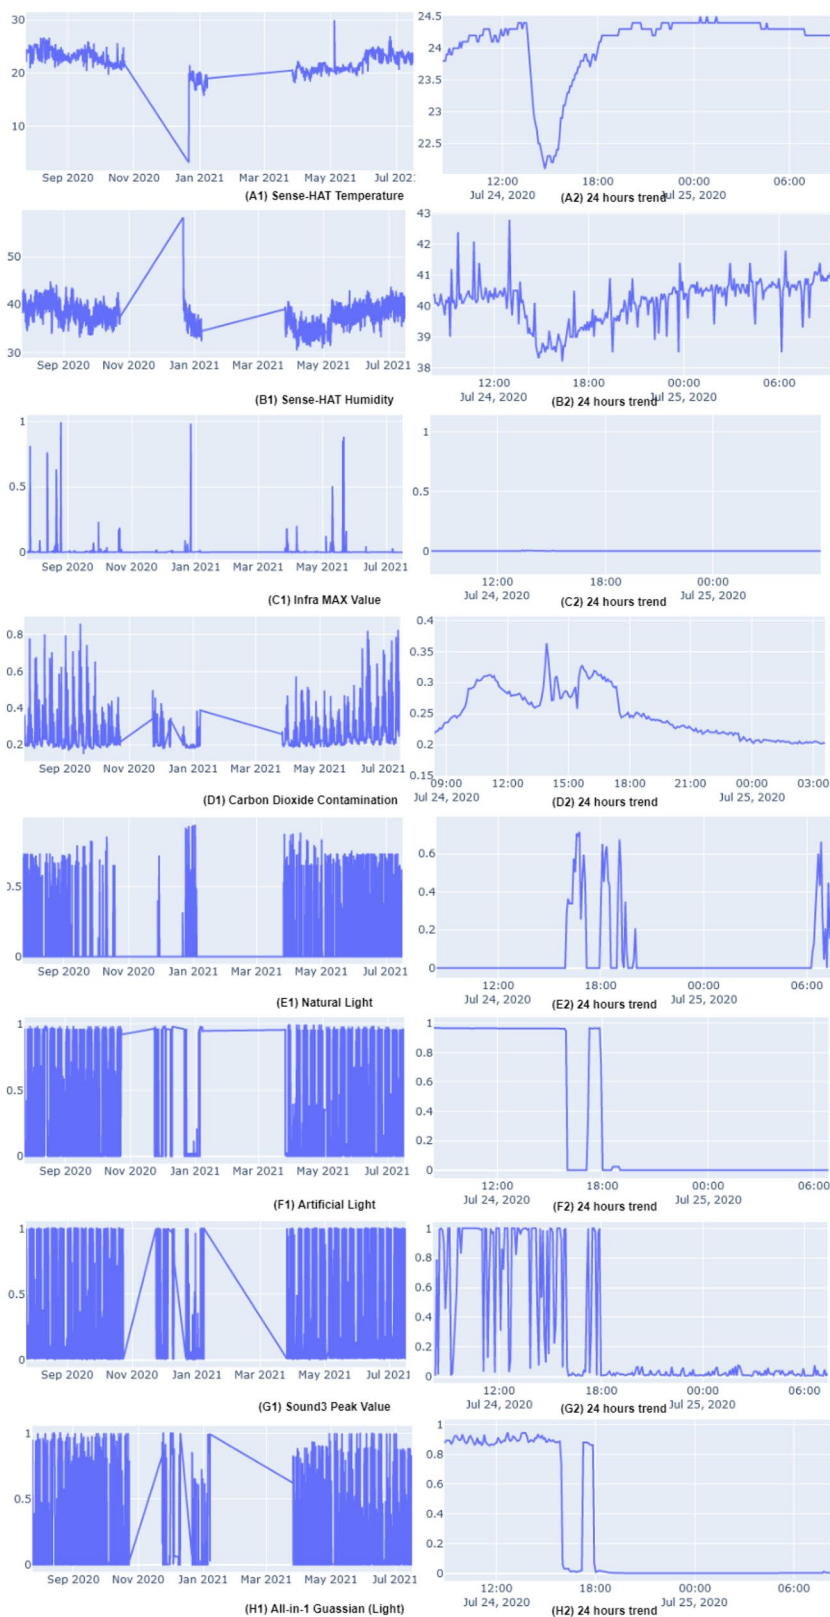 30
20
10
Sep 2020 Nov 2020 Jan 2021 Mar 2021 May 2021 Jul 202
(A1) Sense-HAT Temperature
24.5
24
23.5
23
22.5
12:00 18:00 00:00 06:00
Jul 24, 2020 Jul 25, 2020
(A2) 24 hours trend
50
40
30
Sep 2020 Nov 2020 Jan 2021 Mar 2021 May 2021 Jul 2021
(B1) Sense-HAT Humidity
43
42
41
40
39
38
12:00 18:00 00:00 06:00
Jul 24, 2020 Jul 25, 2020
(B2) 24 hours trend
1
0.5
0
Sep 2020 Nov 2020 Jan 2021 Mar 2021 May 2021 Jul 2021
(C1) Infra MAX Value
1
0.5
0
12:00 18:00 00:00
Jul 24, 2020 Jul 25, 2020
(C2) 24 hours trend
0.8
0.6
0.4
0.2
Sep 2020 Nov 2020 Jan 2021 Mar 2021 May 2021 Jul 2021
(D1) Carbon Dioxide Contamination
0.4
0.35
0.3
0.25
0.2
0.15
09:00 12:00 15:00 18:00 21:00 00:00 03:00
Jul 24, 2020 Jul 25, 2020
(D2) 24 hours trend
0.5
0
Sep 2020 Nov 2020 Jan 2021 Mar 2021 May 2021 Jul 2021
(E1) Natural Light
0.6
0.4
0.2
0
12:00 18:00 00:00 06:00
Jul 24, 2020 Jul 25, 2020
(E2) 24 hours trend
1
0.5
0
Sep 2020 Nov 2020 Jan 2021 Mar 2021 May 2021 Jul 2021
(F1) Artificial Light
1
0.8
0.6
0.4
0.2
0
12:00 18:00 00:00 06:00
Jul 24, 2020 Jul 25, 2020
(F2) 24 hours trend
1
0.5
0
Sep 2020 Nov 2020 Jan 2021 Mar 2021 May 2021 Jul 2021
(G1) Sound3 Peak Value
1
0.8
0.6
0.4
0.2
0
12:00 18:00 00:00 06:00
Jul 24, 2020 Jul 25, 2020
(G2) 24 hours trend
1
0.5
0
Sep 2020 Nov 2020 Jan 2021 Mar 2021 May 2021 Jul 2021
(H1) All-in-1 Guassian (Light)
1
0.8
0.6
0.4
0.2
0
12:00 18:00 00:00 06:00
Jul 24, 2020 Jul 25, 2020
(H2) 24 hours trend